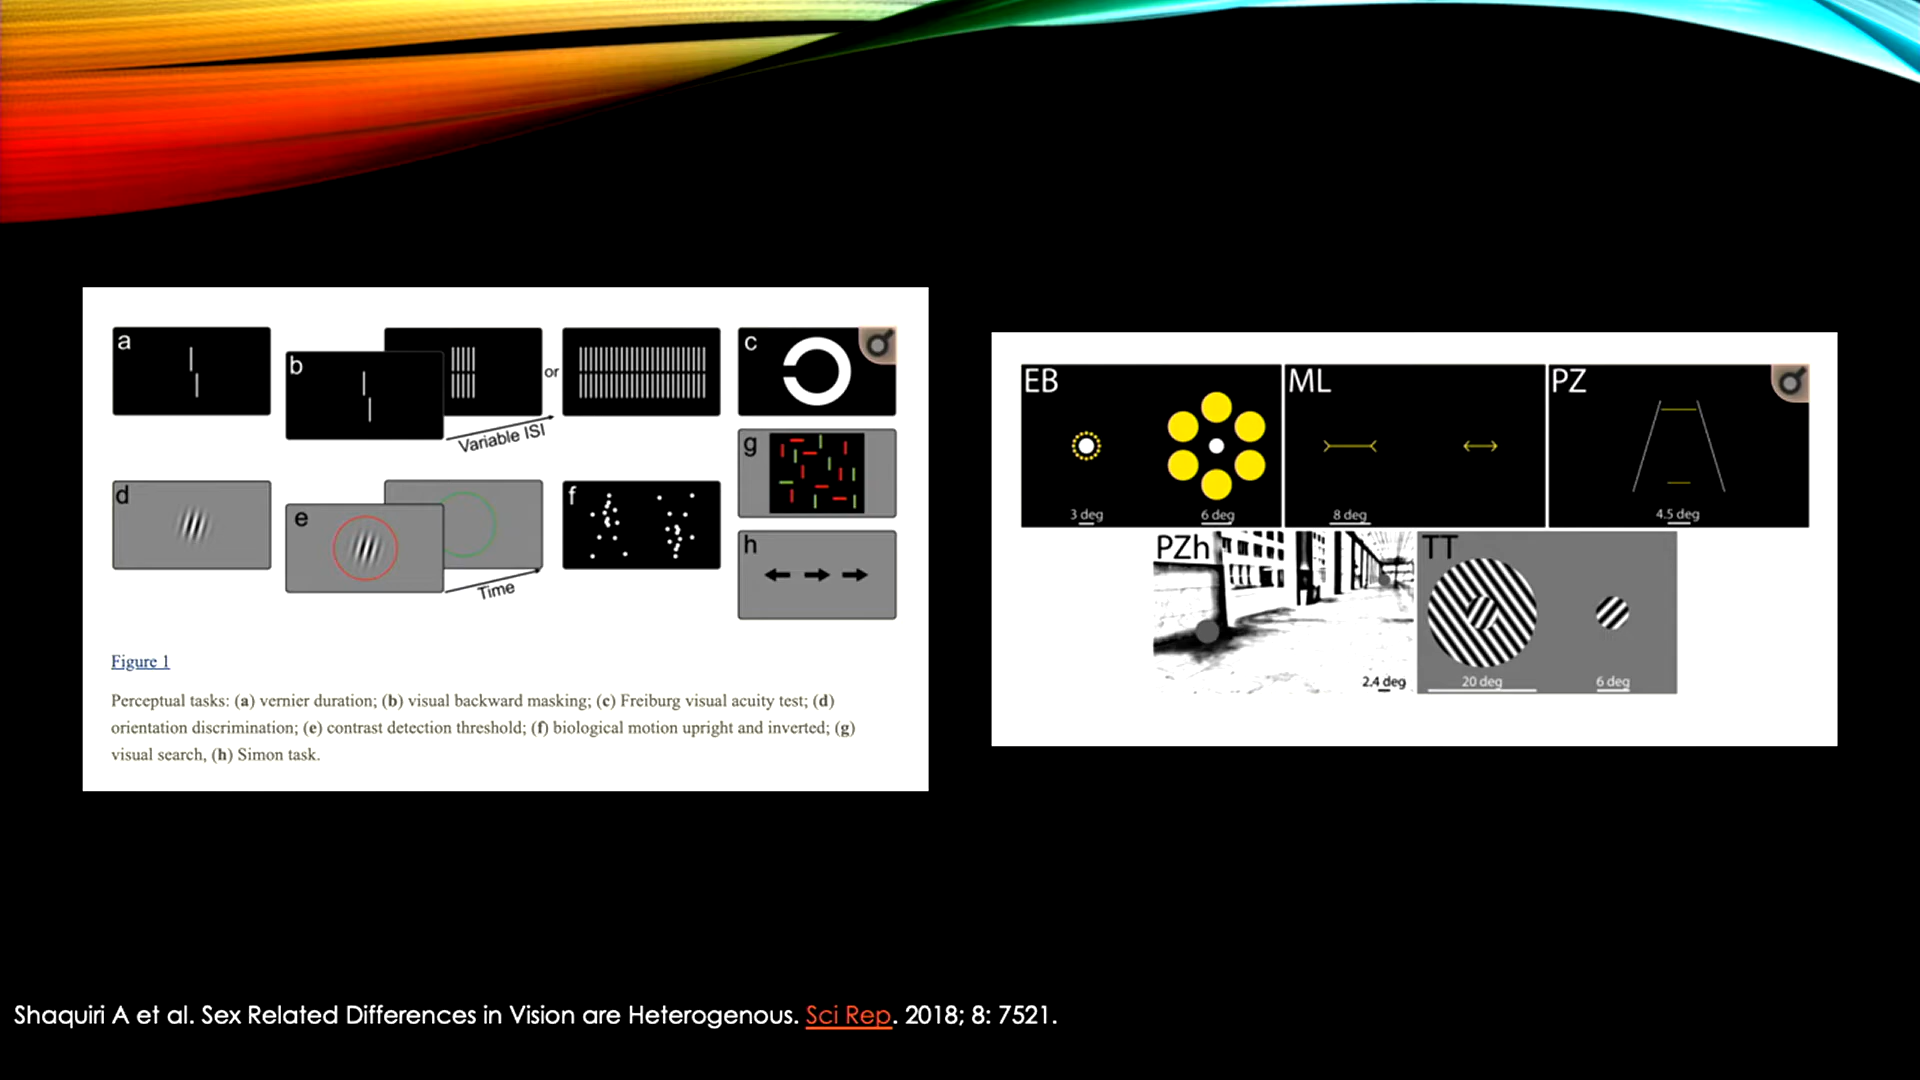 a
b
or
Variable ISI
c
d
e
Time
f
g
h
Figure 1
Perceptual tasks: (a) vernier duration; (b) visual backward masking; (c) Freiburg visual acuity test; (d)
orientation discrimination; (e) contrast detection threshold; (f) biological motion upright and inverted; (g)
visual search, (h) Simon task.
EB
3 deg
6 deg
ML
8 deg
PZ
4.5 deg
PZh
2.4 deg
TT
20 deg
6 deg
Shaquiri A et al. Sex Related Differences in Vision are Heterogenous. Sci Rep. 2018; 8: 7521.